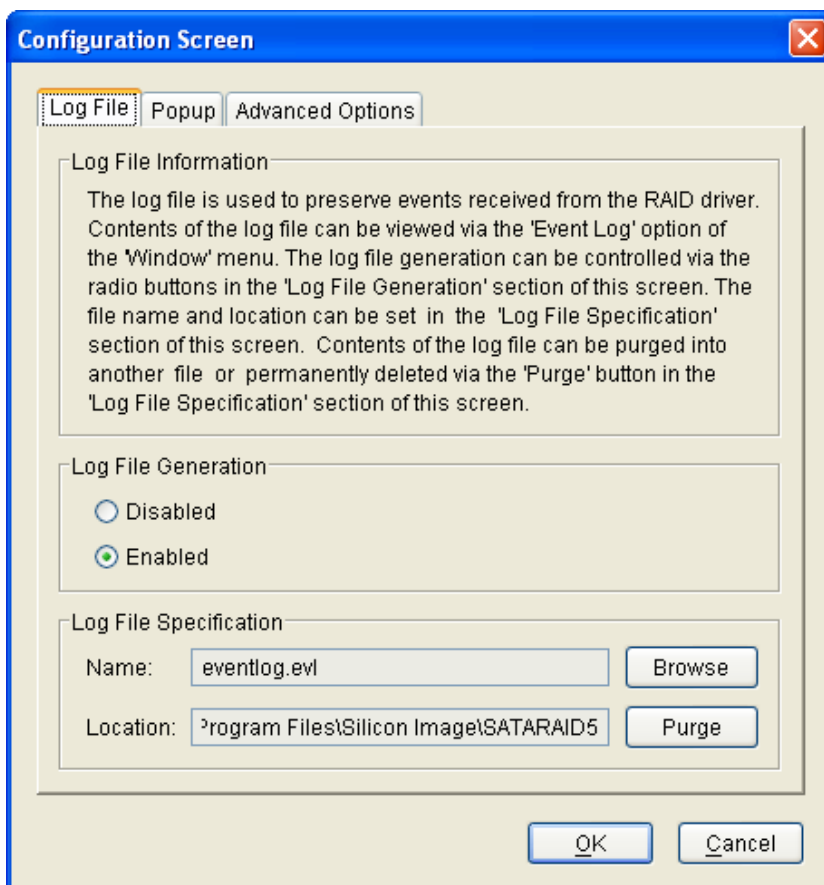 Configuration Screen
Log File
Popup
Advanced Options
Log File Information
The log file is used to preserve events received from the RAID driver.
Contents of the log file can be viewed via the 'Event Log' option of
the 'Window' menu. The log file generation can be controlled via the
radio buttons in the 'Log File Generation' section of this screen. The
file name and location can be set in the 'Log File Specification'
section of this screen. Contents of the log file can be purged into
another file or permanently deleted via the 'Purge' button in the
'Log File Specification' section of this screen.
Log File Generation
Disabled
Enabled
Log File Specification
Name: eventlog.evl Browse
Location: Program Files\Silicon Image\SATARAID5 Purge
OK Cancel